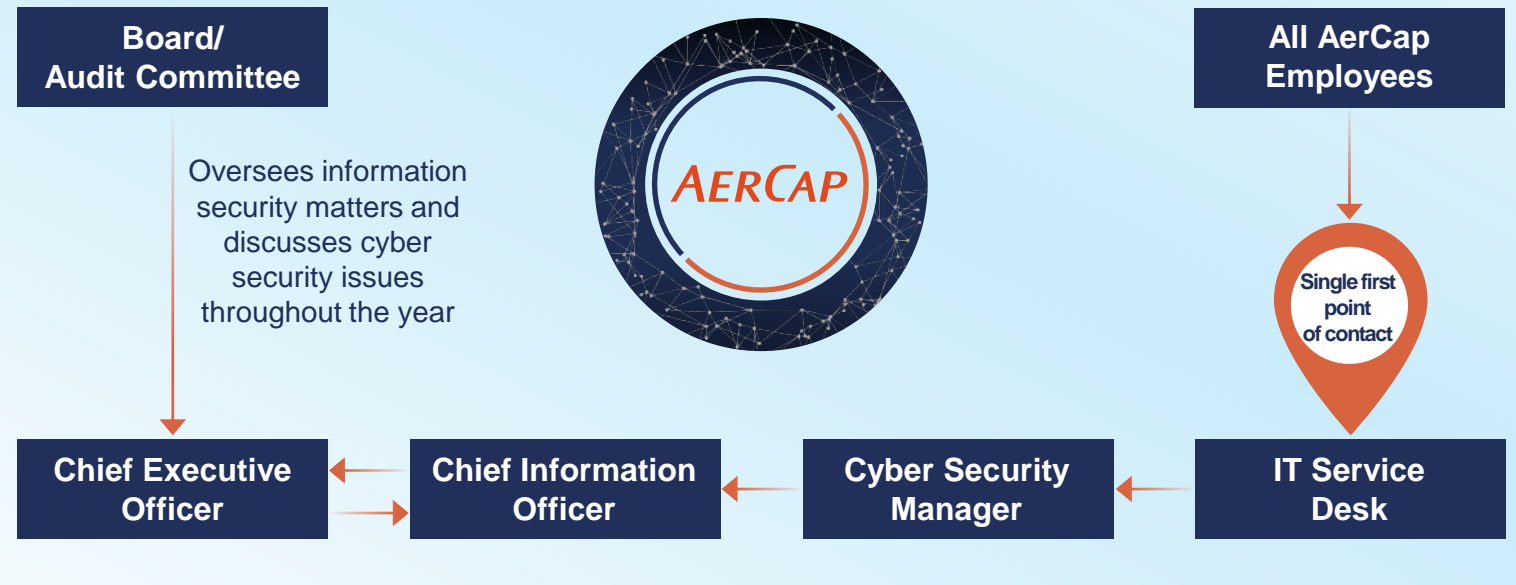 Board/
Audit Committee
Oversees information
security matters and
discusses cyber
security issues
throughout the year
AERCAP
All AerCap
Employees
Single first
point
of contact
Chief Executive
Officer
Chief Information
Officer
Cyber Security
Manager
IT Service
Desk